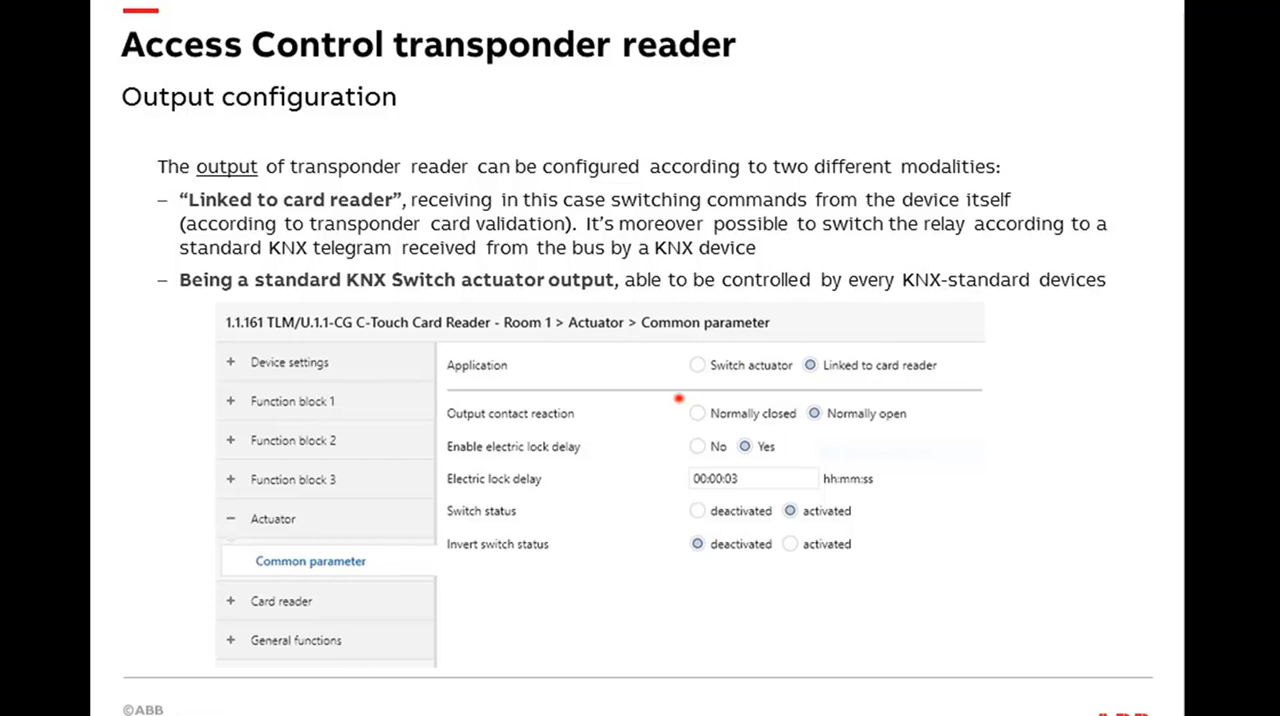 Access Control transponder reader
Output configuration
The output of transponder reader can be configured according to two different modalities:
– “Linked to card reader”, receiving in this case switching commands from the device itself
(according to transponder card validation). It’s moreover possible to switch the relay according to a
standard KNX telegram received from the bus by a KNX device
– Being a standard KNX Switch actuator output, able to be controlled by every KNX-standard devices
1.1.161 TLM/U.1.1-CG C-Touch Card Reader - Room 1 > Actuator > Common parameter
+ Device settings
+ Function block 1
+ Function block 2
+ Function block 3
− Actuator
Common parameter
+ Card reader
+ General functions
Application Switch actuator Linked to card reader
Output contact reaction Normally closed Normally open
Enable electric lock delay No Yes
Electric lock delay 00:00:03 hh:mm:ss
Switch status deactivated activated
Invert switch status deactivated activated
©ABB
ABB